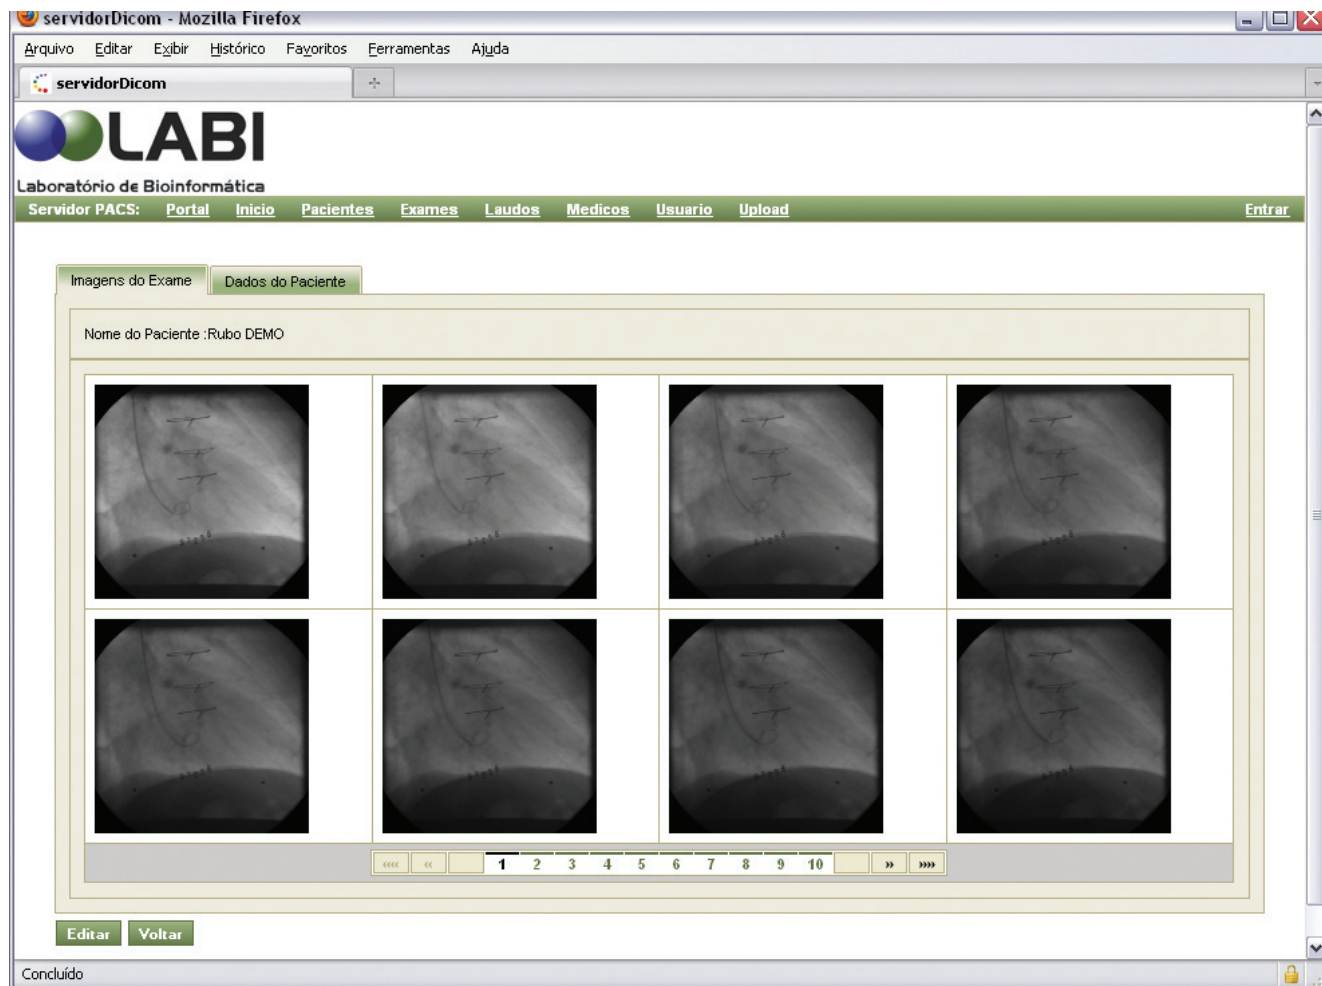 servidorDicom - Mozilla Firefox
Arquivo Editar Exibir Histórico Favoritos Ferramentas Ajuda
servidorDicom
LABI
Laboratório de Bioinformática
Servidor PACS: Portal Inicio Pacientes Exames Laudos Medicos Usuario Upload Entrar
Imagens do Exame Dados do Paciente
Nome do Paciente :Rubo DEMO
«« « 1 2 3 4 5 6 7 8 9 10 » »»
Editar Voltar
Concluído